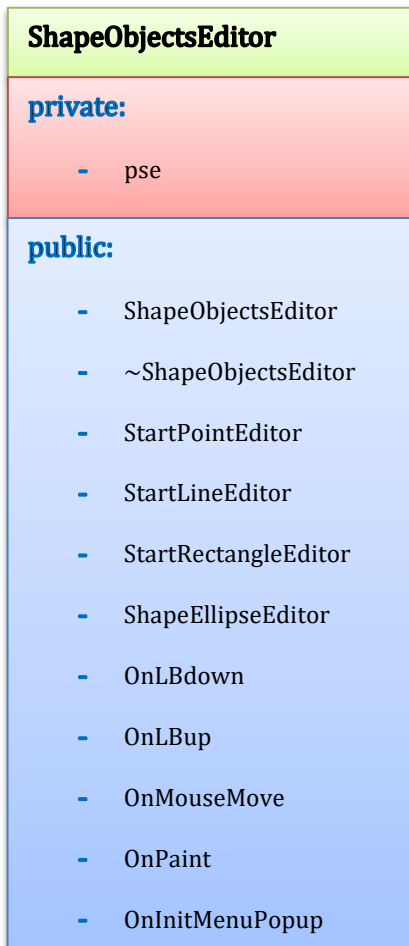 ShapeObjectsEditor
private:
- pse
public:
- ShapeObjectsEditor
- ~ShapeObjectsEditor
- StartPointEditor
- StartLineEditor
- StartRectangleEditor
- ShapeEllipseEditor
- OnLBdown
- OnLBup
- OnMouseMove
- OnPaint
- OnInitMenuPopup